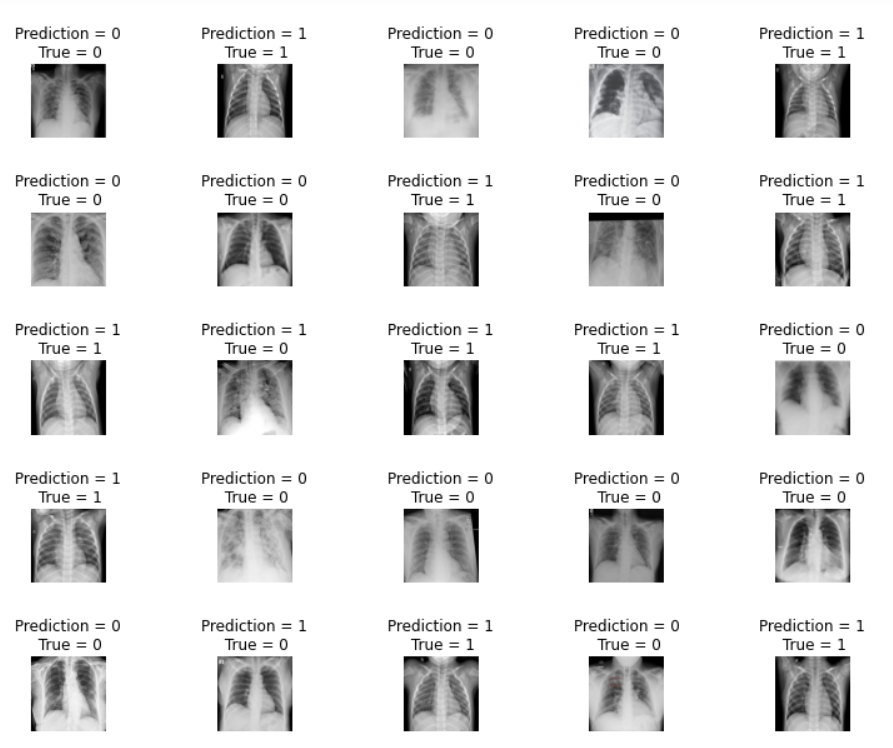 Prediction = 0 Prediction = 1 Prediction = 0 Prediction = 0 Prediction = 1
True = 0 True = 1 True = 0 True = 0 True = 1
Prediction = 0 Prediction = 0 Prediction = 1 Prediction = 0 Prediction = 1
True = 0 True = 0 True = 1 True = 0 True = 1
Prediction = 1 Prediction = 1 Prediction = 1 Prediction = 1 Prediction = 0
True = 1 True = 0 True = 1 True = 1 True = 0
Prediction = 1 Prediction = 0 Prediction = 0 Prediction = 0 Prediction = 0
True = 1 True = 0 True = 0 True = 0 True = 0
Prediction = 0 Prediction = 1 Prediction = 1 Prediction = 0 Prediction = 1
True = 0 True = 0 True = 1 True = 0 True = 1